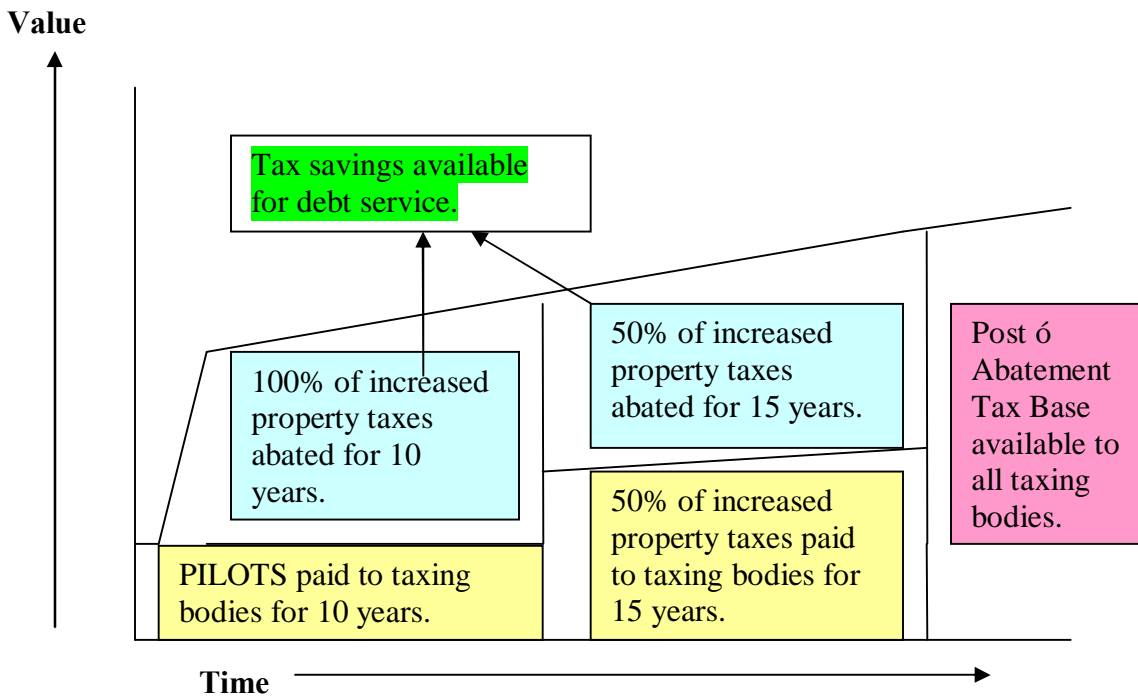 Value
Tax savings available
for debt service.
100% of increased
property taxes
abated for 10
years.
50% of increased
property taxes
abated for 15 years.
Post ó
Abatement
Tax Base
available to
all taxing
bodies.
PILOTS paid to taxing
bodies for 10 years.
50% of increased
property taxes paid
to taxing bodies for
15 years.
Time